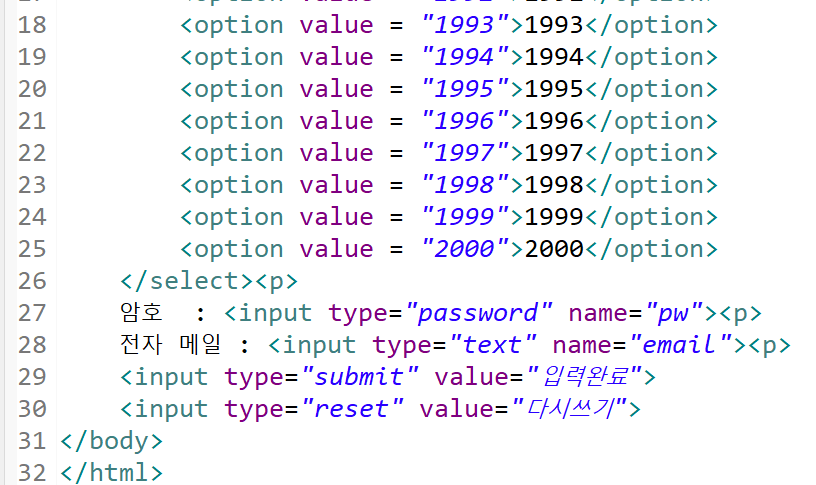 18 <option value = "1993">1993</option>
19 <option value = "1994">1994</option>
20 <option value = "1995">1995</option>
21 <option value = "1996">1996</option>
22 <option value = "1997">1997</option>
23 <option value = "1998">1998</option>
24 <option value = "1999">1999</option>
25 <option value = "2000">2000</option>
26 </select><p>
27 암호  : <input type="password" name="pw"><p>
28 전자 메일 : <input type="text" name="email"><p>
29 <input type="submit" value="입력완료">
30 <input type="reset" value="다시쓰기">
31 </body>
32 </html>